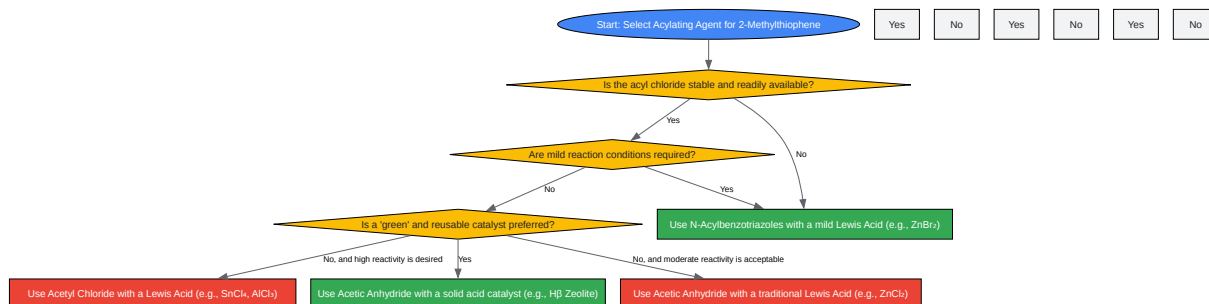 Start: Select Acylating Agent for 2-Methylthiophene
Yes
No
Yes
No
Yes
No
Is the acyl chloride stable and readily available?
Yes
Are mild reaction conditions required?
No
No
Yes
Is a 'green' and reusable catalyst preferred?
Use N-Acylbenzotriazoles with a mild Lewis Acid (e.g., ZnBr₂)
No, and high reactivity is desired
Yes
No, and moderate reactivity is acceptable
Use Acetyl Chloride with a Lewis Acid (e.g., SnCl₄, AlCl₃)
Use Acetic Anhydride with a solid acid catalyst (e.g., Hβ Zeolite)
Use Acetic Anhydride with a traditional Lewis Acid (e.g., ZnCl₂)